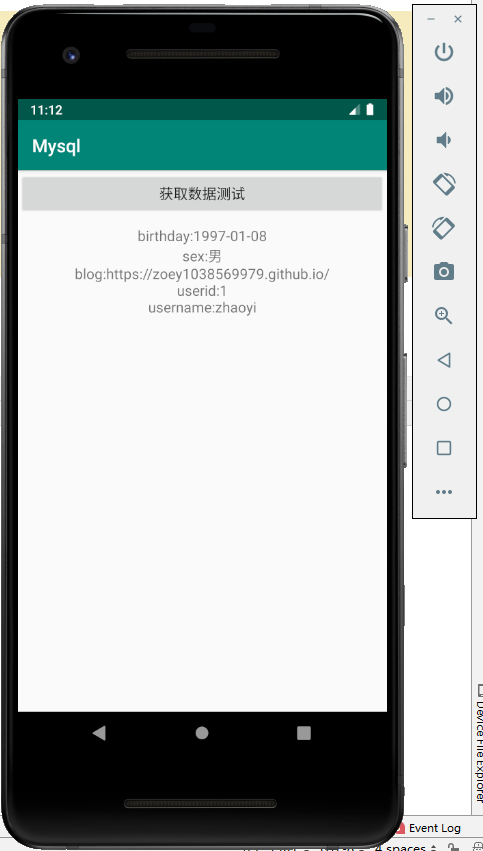 11:12
Mysql
获取数据测试
birthday:1997-01-08
sex:男
blog:https://zoey1038569979.github.io/
userid:1
username:zhaoyi
Device File Explorer
Event Log
4 spaces